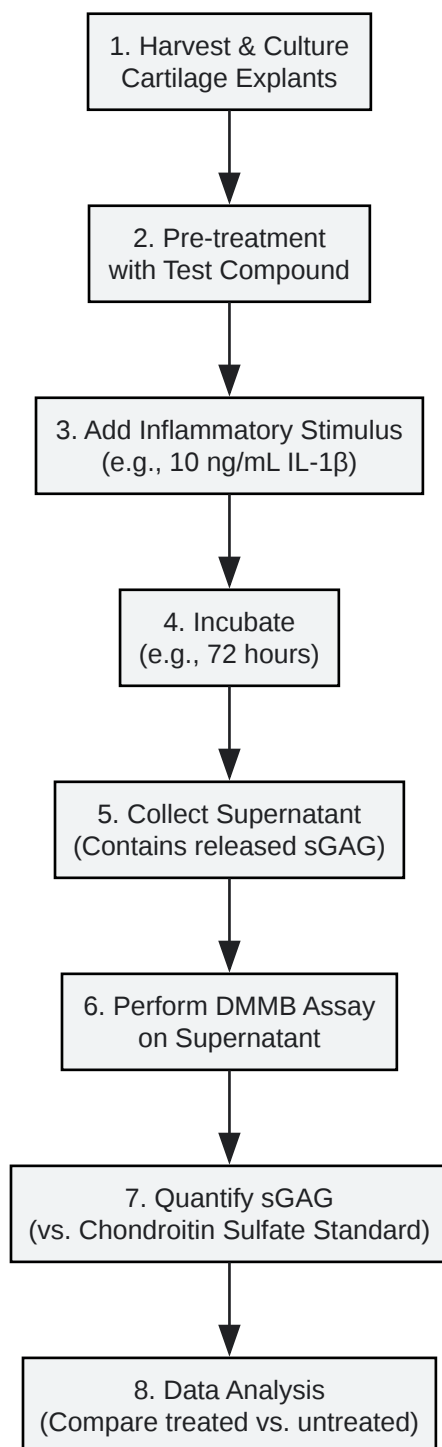 1. Harvest & Culture
Cartilage Explants
2. Pre-treatment
with Test Compound
3. Add Inflammatory Stimulus
(e.g., 10 ng/mL IL-1β)
4. Incubate
(e.g., 72 hours)
5. Collect Supernatant
(Contains released sGAG)
6. Perform DMMB Assay
on Supernatant
7. Quantify sGAG
(vs. Chondroitin Sulfate Standard)
8. Data Analysis
(Compare treated vs. untreated)